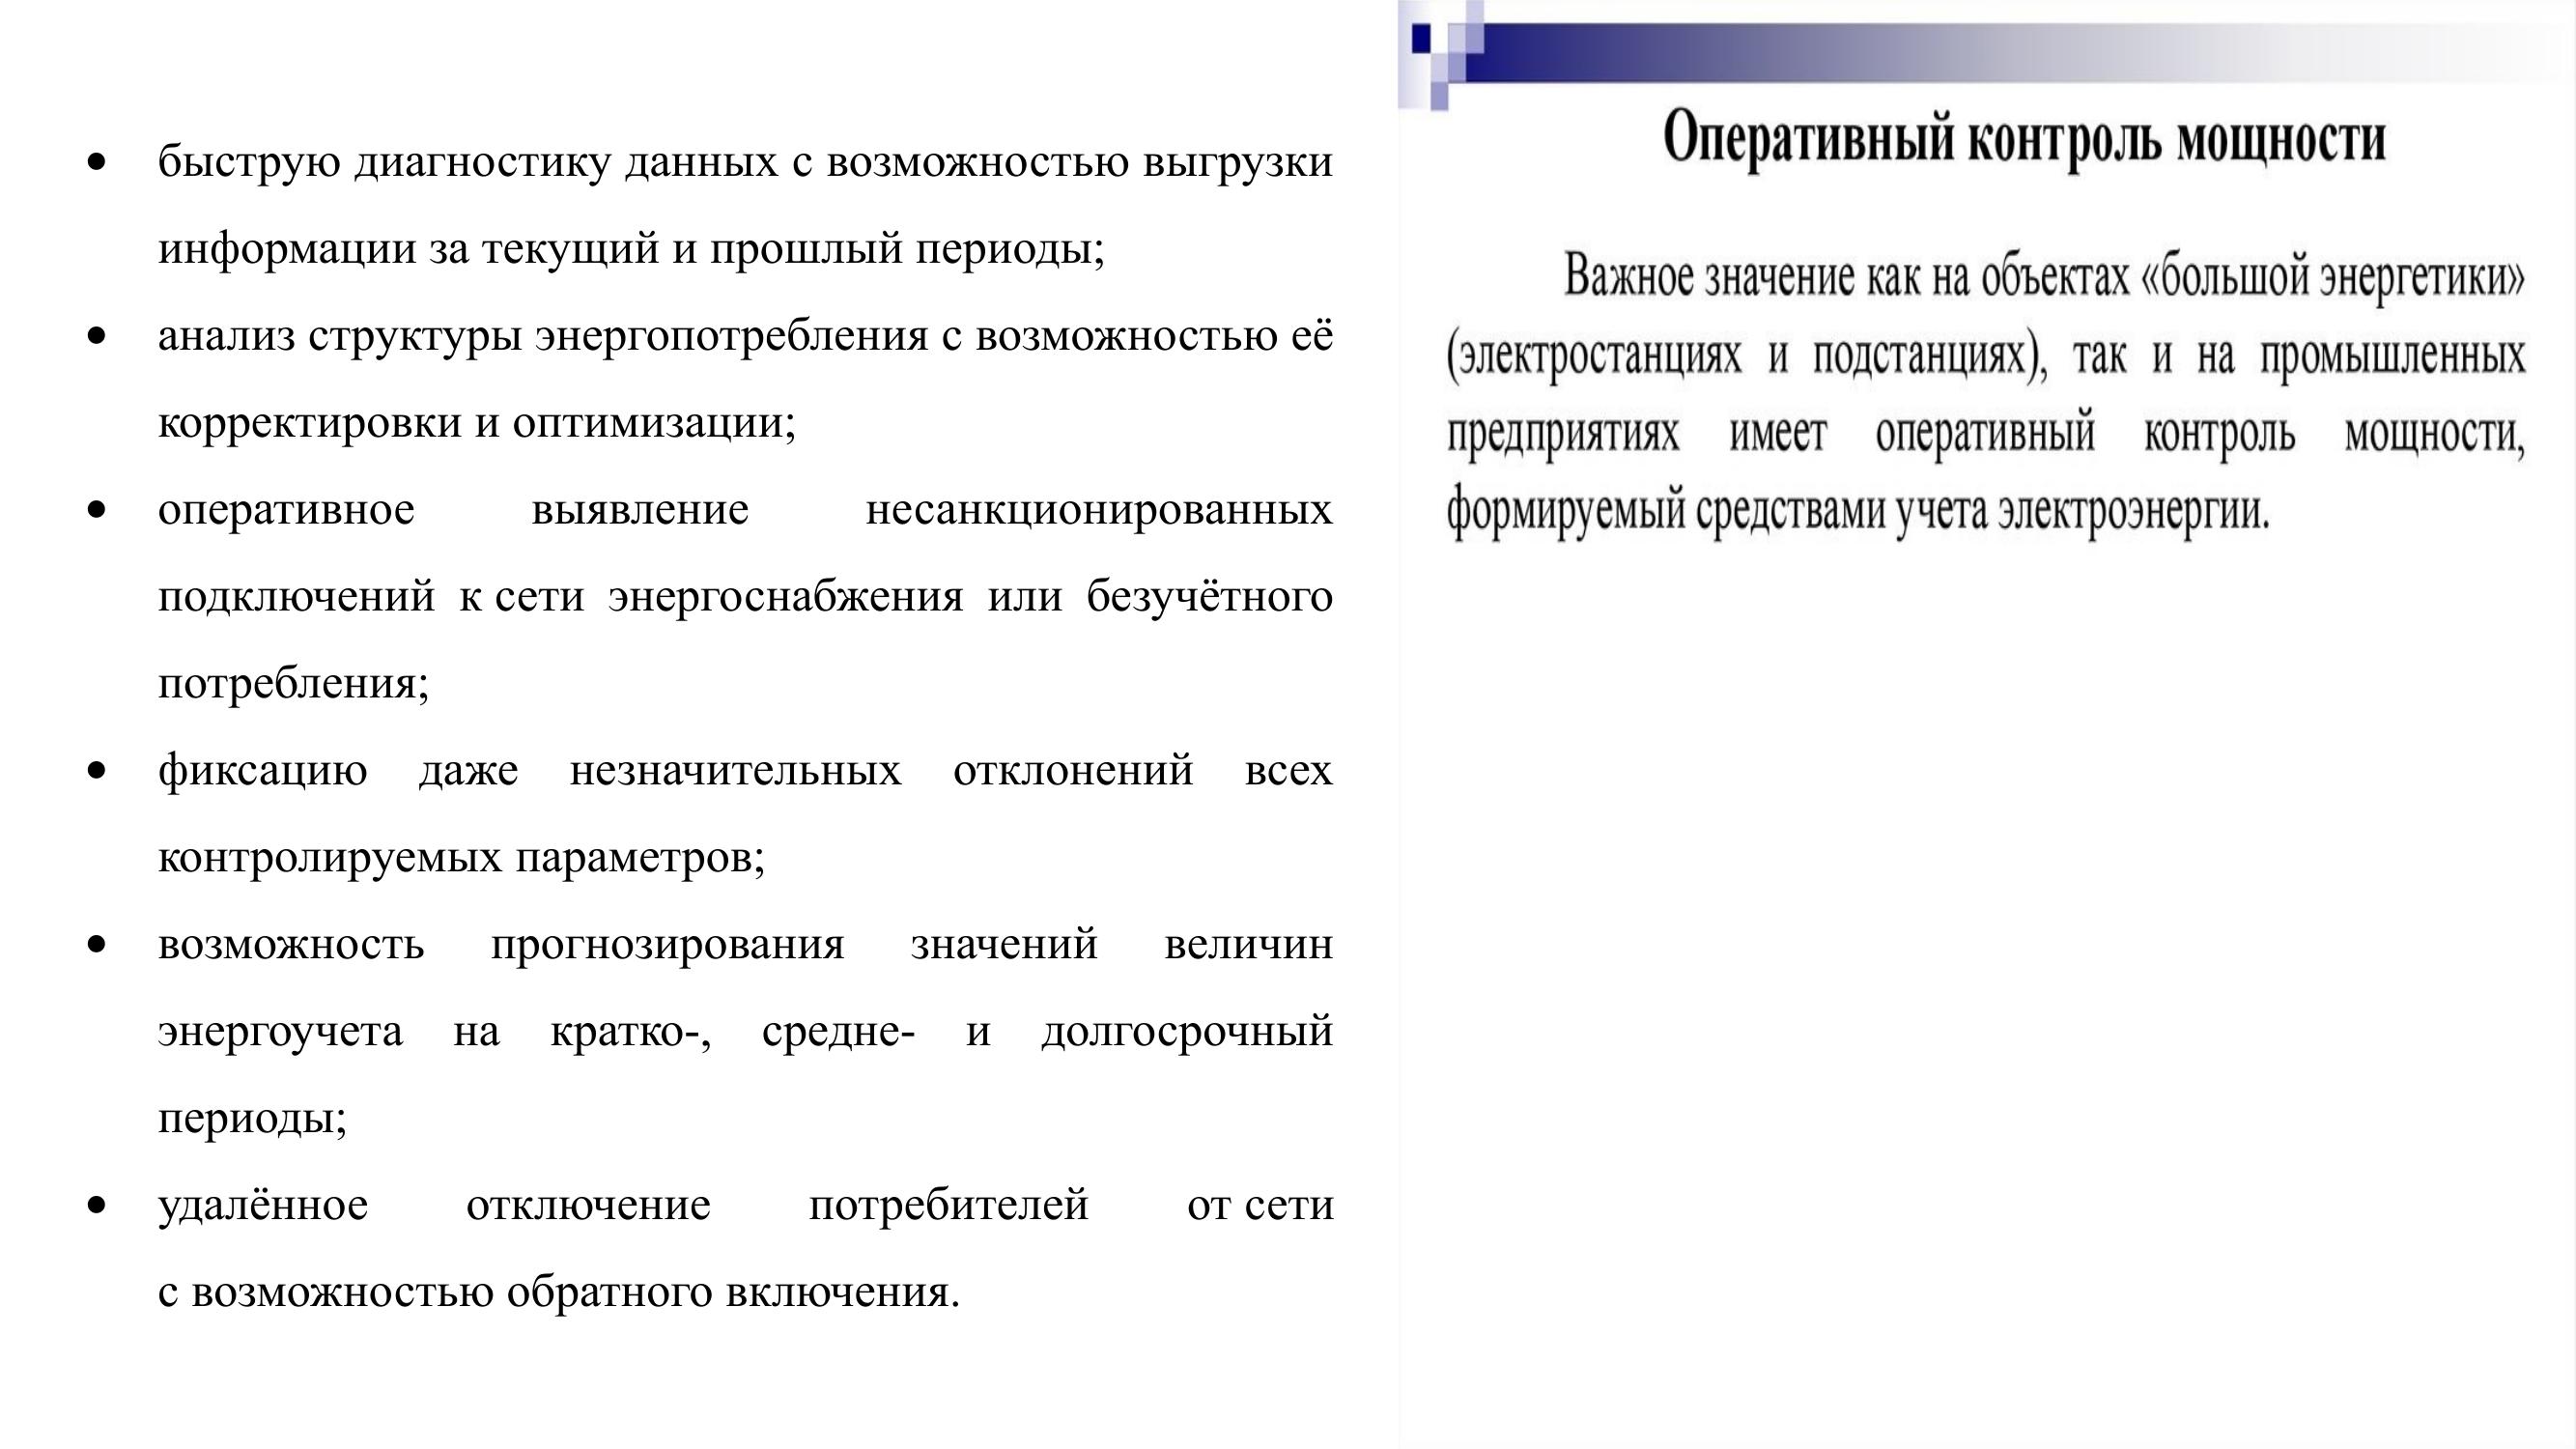 • быструю диагностику данных с возможностью выгрузки
информации за текущий и прошлый периоды;
• анализ структуры энергопотребления с возможностью её
корректировки и оптимизации;
• оперативное выявление несанкционированных
подключений к сети энергоснабжения или безучётного
потребления;
• фиксацию даже незначительных отклонений всех
контролируемых параметров;
• возможность прогнозирования значений величин
энергоучета на кратко-, средне- и долгосрочный
периоды;
• удалённое отключение потребителей от сети
с возможностью обратного включения.
Оперативный контроль мощности
Важное значение как на объектах «большой энергетики»
(электростанциях и подстанциях), так и на промышленных
предприятиях имеет оперативный контроль мощности,
формируемый средствами учета электроэнергии.